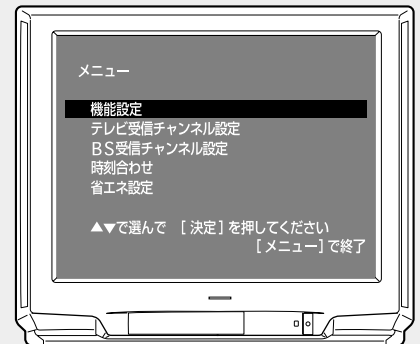 メニュー
機能設定
テレビ受信チャンネル設定
BS受信チャンネル設定
時刻合わせ
省エネ設定
▲▼で選んで [決定]を押してください
[メニュー]で終了